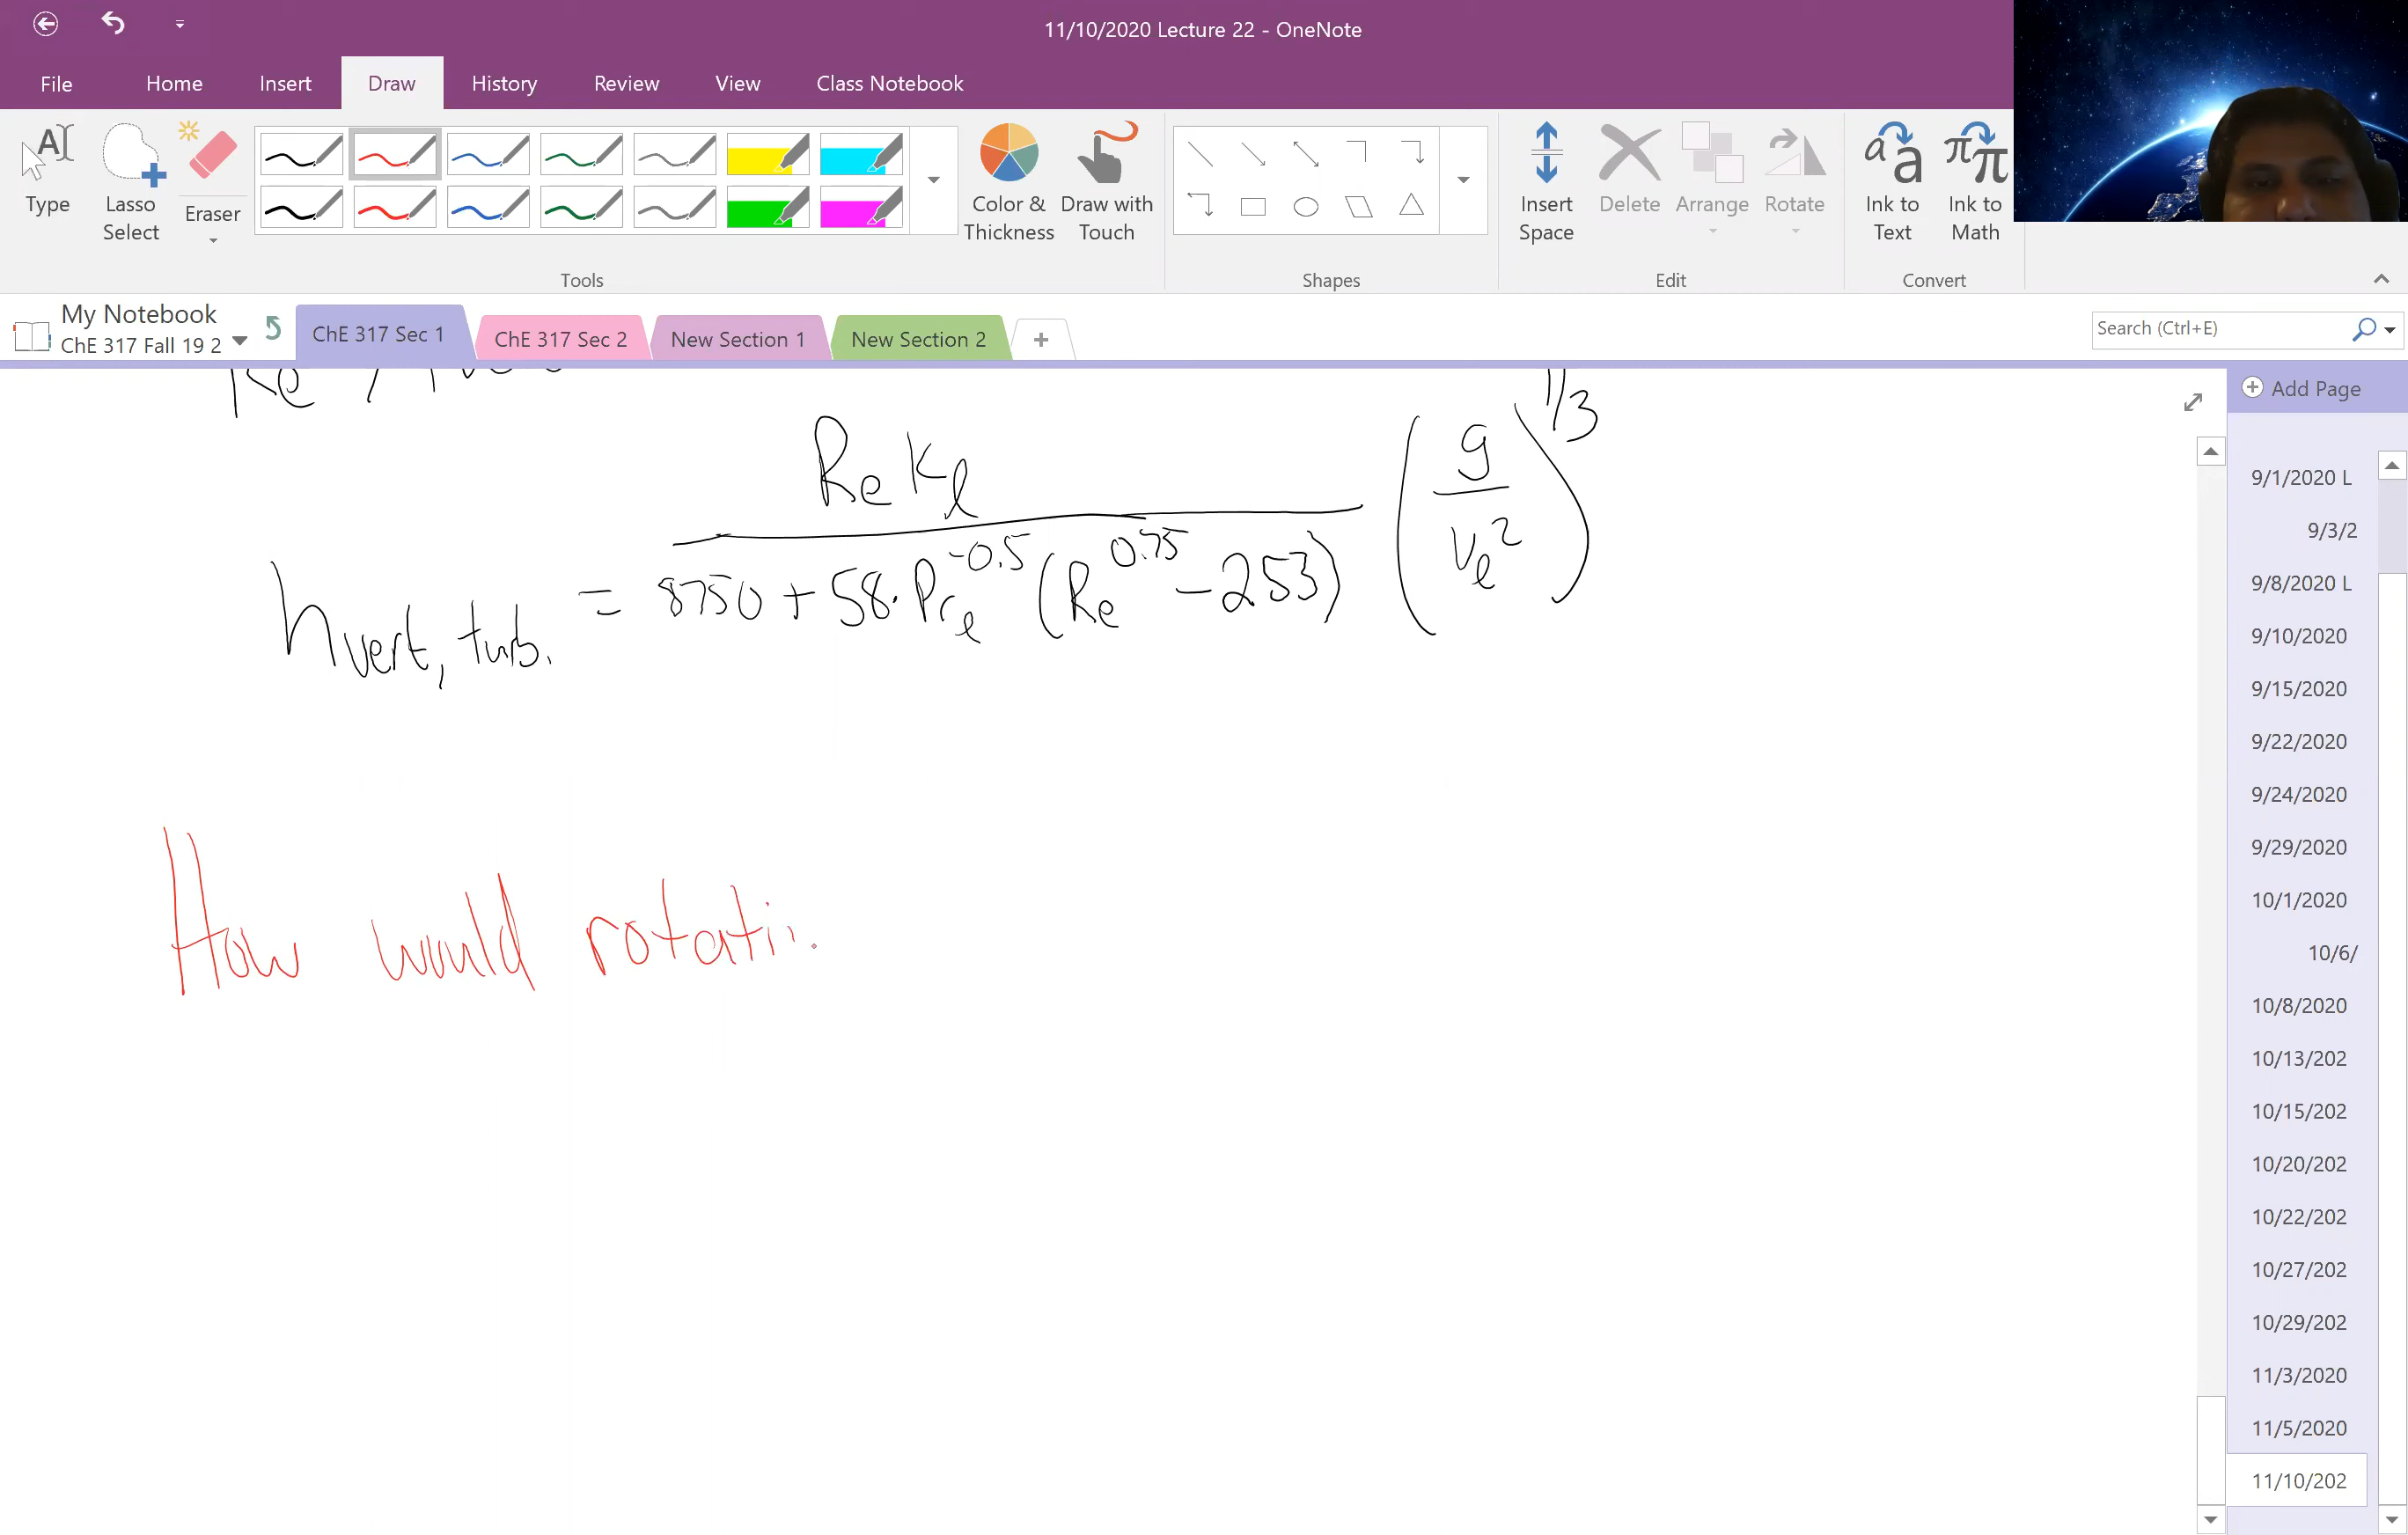 11/10/2020 Lecture 22 - OneNote
File Home Insert Draw History Review View Class Notebook
Type
Lasso Select
Eraser
Color & Thickness
Draw with Touch
Insert Space
Delete
Arrange
Rotate
Ink to Text
Ink to Math
Tools Shapes Edit Convert
My Notebook
ChE 317 Fall 19 2
ChE 317 Sec 1 ChE 317 Sec 2 New Section 1 New Section 2 +
Search (Ctrl+E)
Add Page
9/1/2020 L
9/3/2
9/8/2020 L
9/10/2020
9/15/2020
9/22/2020
9/24/2020
9/29/2020
10/1/2020
10/6/
10/8/2020
10/13/202
10/15/202
10/20/202
10/22/202
10/27/202
10/29/202
11/3/2020
11/5/2020
11/10/202
Re
h_vert, turb. = Re k_l / (8750 + 58 · Pr_l^-0.5 (Re^0.75 - 253)) (g / ν_l^2)^1/3
How would rotati